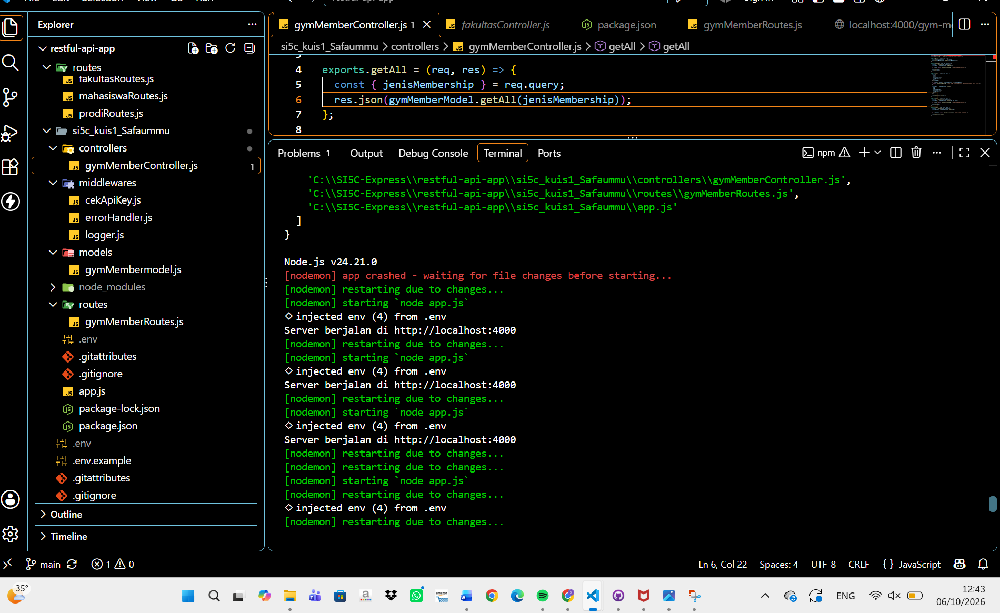 Explorer
restful-api-app
routes
fakultasRoutes.js
mahasiswaRoutes.js
prodiRoutes.js
si5c_kuis1_Safaummu
controllers
gymMemberController.js 1
middlewares
cekApiKey.js
errorHandler.js
logger.js
models
gymMembermodel.js
node_modules
routes
gymMemberRoutes.js
.env
.gitattributes
.gitignore
app.js
package-lock.json
package.json
.env
.env.example
.gitattributes
.gitignore
Outline
Timeline
gymMemberController.js 1
fakultasController.js
package.json
gymMemberRoutes.js
localhost:4000/gym-m
si5c_kuis1_Safaummu > controllers > gymMemberController.js > getAll > getAll
4 exports.getAll = (req, res) => {
5 const { jenisMembership } = req.query;
6 res.json(gymMemberModel.getAll(jenisMembership));
7 };
8
Problems 1 Output Debug Console Terminal Ports
npm
'C:\\SI5C-Express\\restful-api-app\\si5c_kuis1_Safaummu\\controllers\\gymMemberController.js',
'C:\\SI5C-Express\\restful-api-app\\si5c_kuis1_Safaummu\\routes\\gymMemberRoutes.js',
'C:\\SI5C-Express\\restful-api-app\\si5c_kuis1_Safaummu\\app.js'
]
}
Node.js v24.21.0
[nodemon] app crashed - waiting for file changes before starting...
[nodemon] restarting due to changes...
[nodemon] starting `node app.js`
◇ injected env (4) from .env
Server berjalan di http://localhost:4000
[nodemon] restarting due to changes...
[nodemon] starting `node app.js`
◇ injected env (4) from .env
Server berjalan di http://localhost:4000
[nodemon] restarting due to changes...
[nodemon] starting `node app.js`
◇ injected env (4) from .env
Server berjalan di http://localhost:4000
[nodemon] restarting due to changes...
[nodemon] restarting due to changes...
[nodemon] starting `node app.js`
[nodemon] restarting due to changes...
◇ injected env (4) from .env
[nodemon] restarting due to changes...
main 1 0
Ln 6, Col 22 Spaces: 4 UTF-8 CRLF { } JavaScript
35°
ENG
12:43
06/10/2026